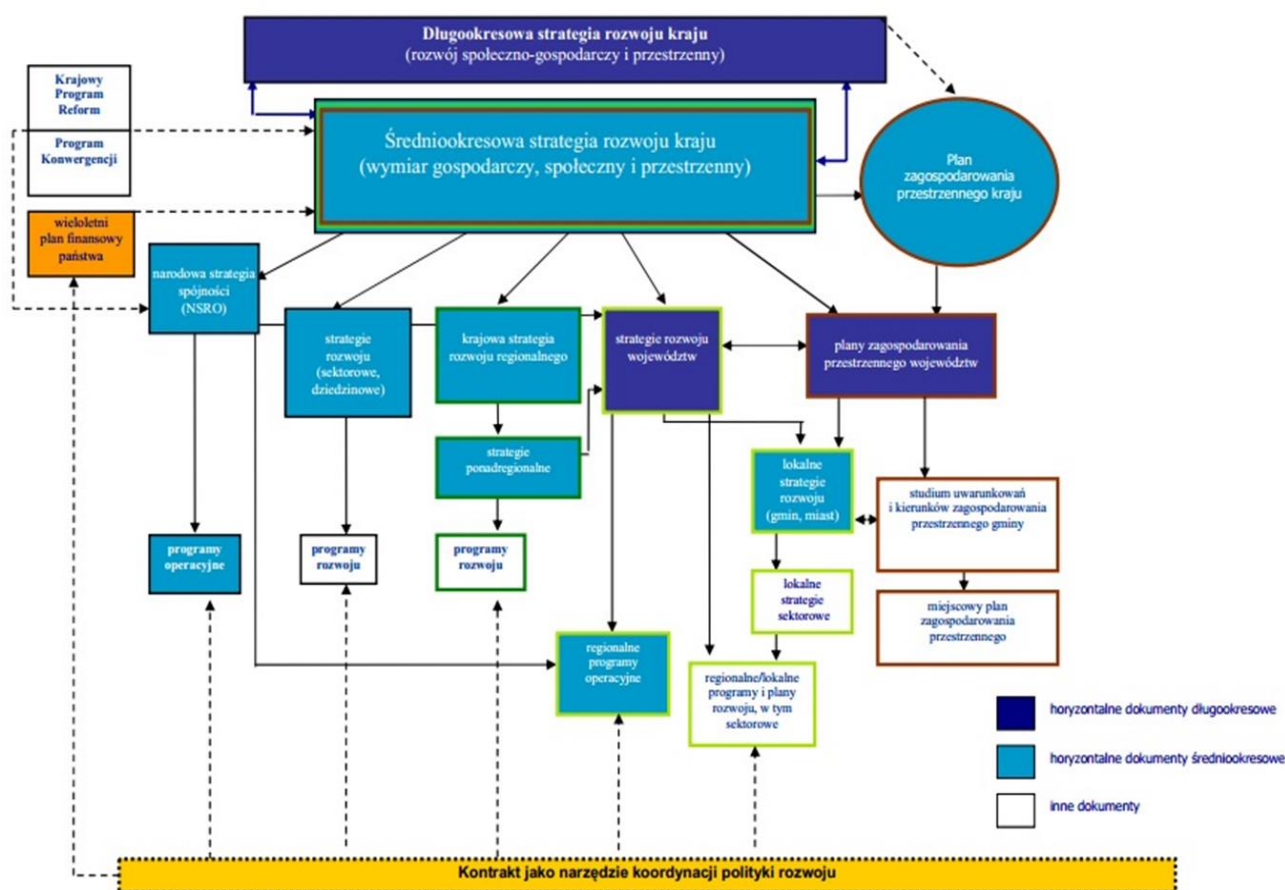 Długookresowa strategia rozwoju kraju
(rozwój społeczno-gospodarczy i przestrzenny)
Krajowy
Program
Reform
Program
Konwergencji
Średniookresowa strategia rozwoju kraju
(wymiar gospodarczy, społeczny i przestrzenny)
Plan
zagospodarowania
przestrzennego kraju
wieloletni
plan finansowy
państwa
narodowa strategia
spójności
(NSRO)
strategie
rozwoju
(sektorowe,
dziedzinowe)
krajowa strategia
rozwoju regionalnego
strategie rozwoju
województw
plany zagospodarowania
przestrzennego województw
strategie
ponadregionalne
lokalne
strategie
rozwoju
(gmin, miast)
studium uwarunkowań
i kierunków zagospodarowania
przestrzennego gminy
programy
operacyjne
programy
rozwoju
programy
rozwoju
lokalne
strategie
sektorowe
miejscowy plan
zagospodarowania
przestrzennego
regionalne
programy
operacyjne
regionalne/lokalne
programy i plany
rozwoju, w tym
sektorowe
horyzontalne dokumenty długookresowe
horyzontalne dokumenty średniookresowe
inne dokumenty
Kontrakt jako narzędzie koordynacji polityki rozwoju